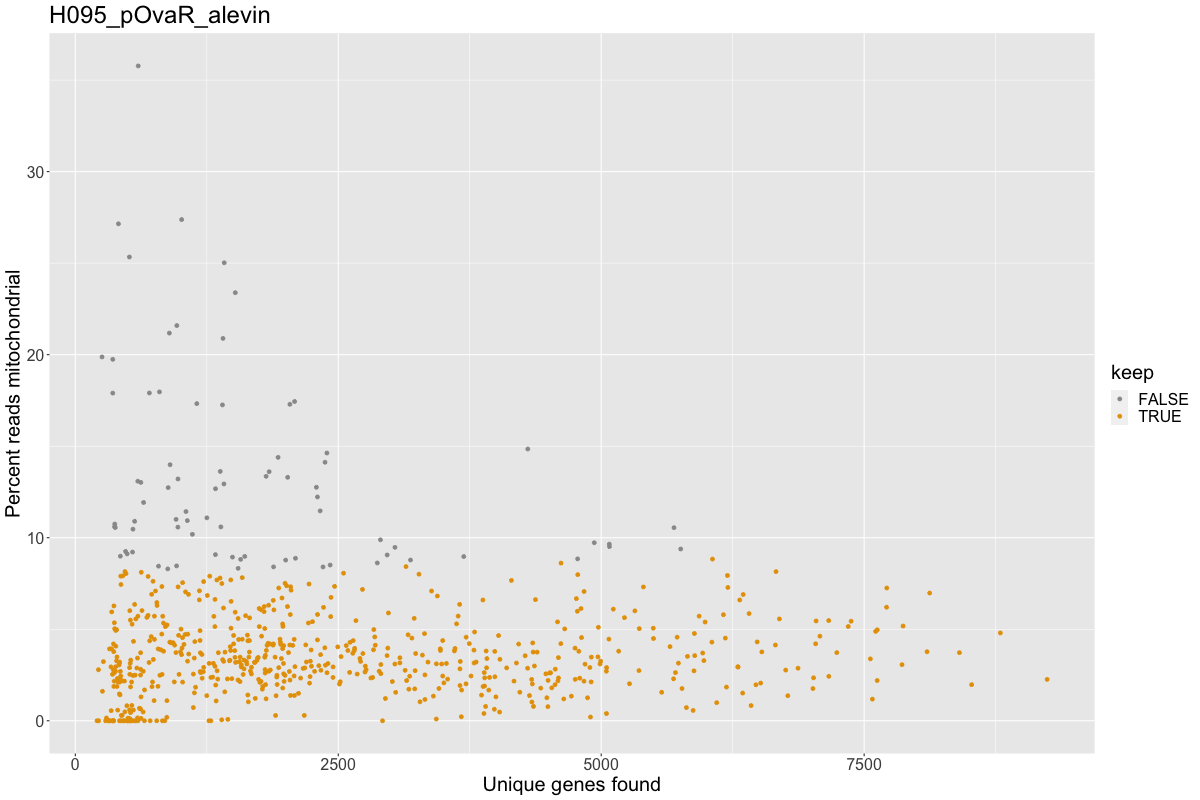 H095_pOvaR_alevin
Percent reads mitochondrial
30
20
10
0
0 2500 5000 7500
Unique genes found
keep
FALSE
TRUE